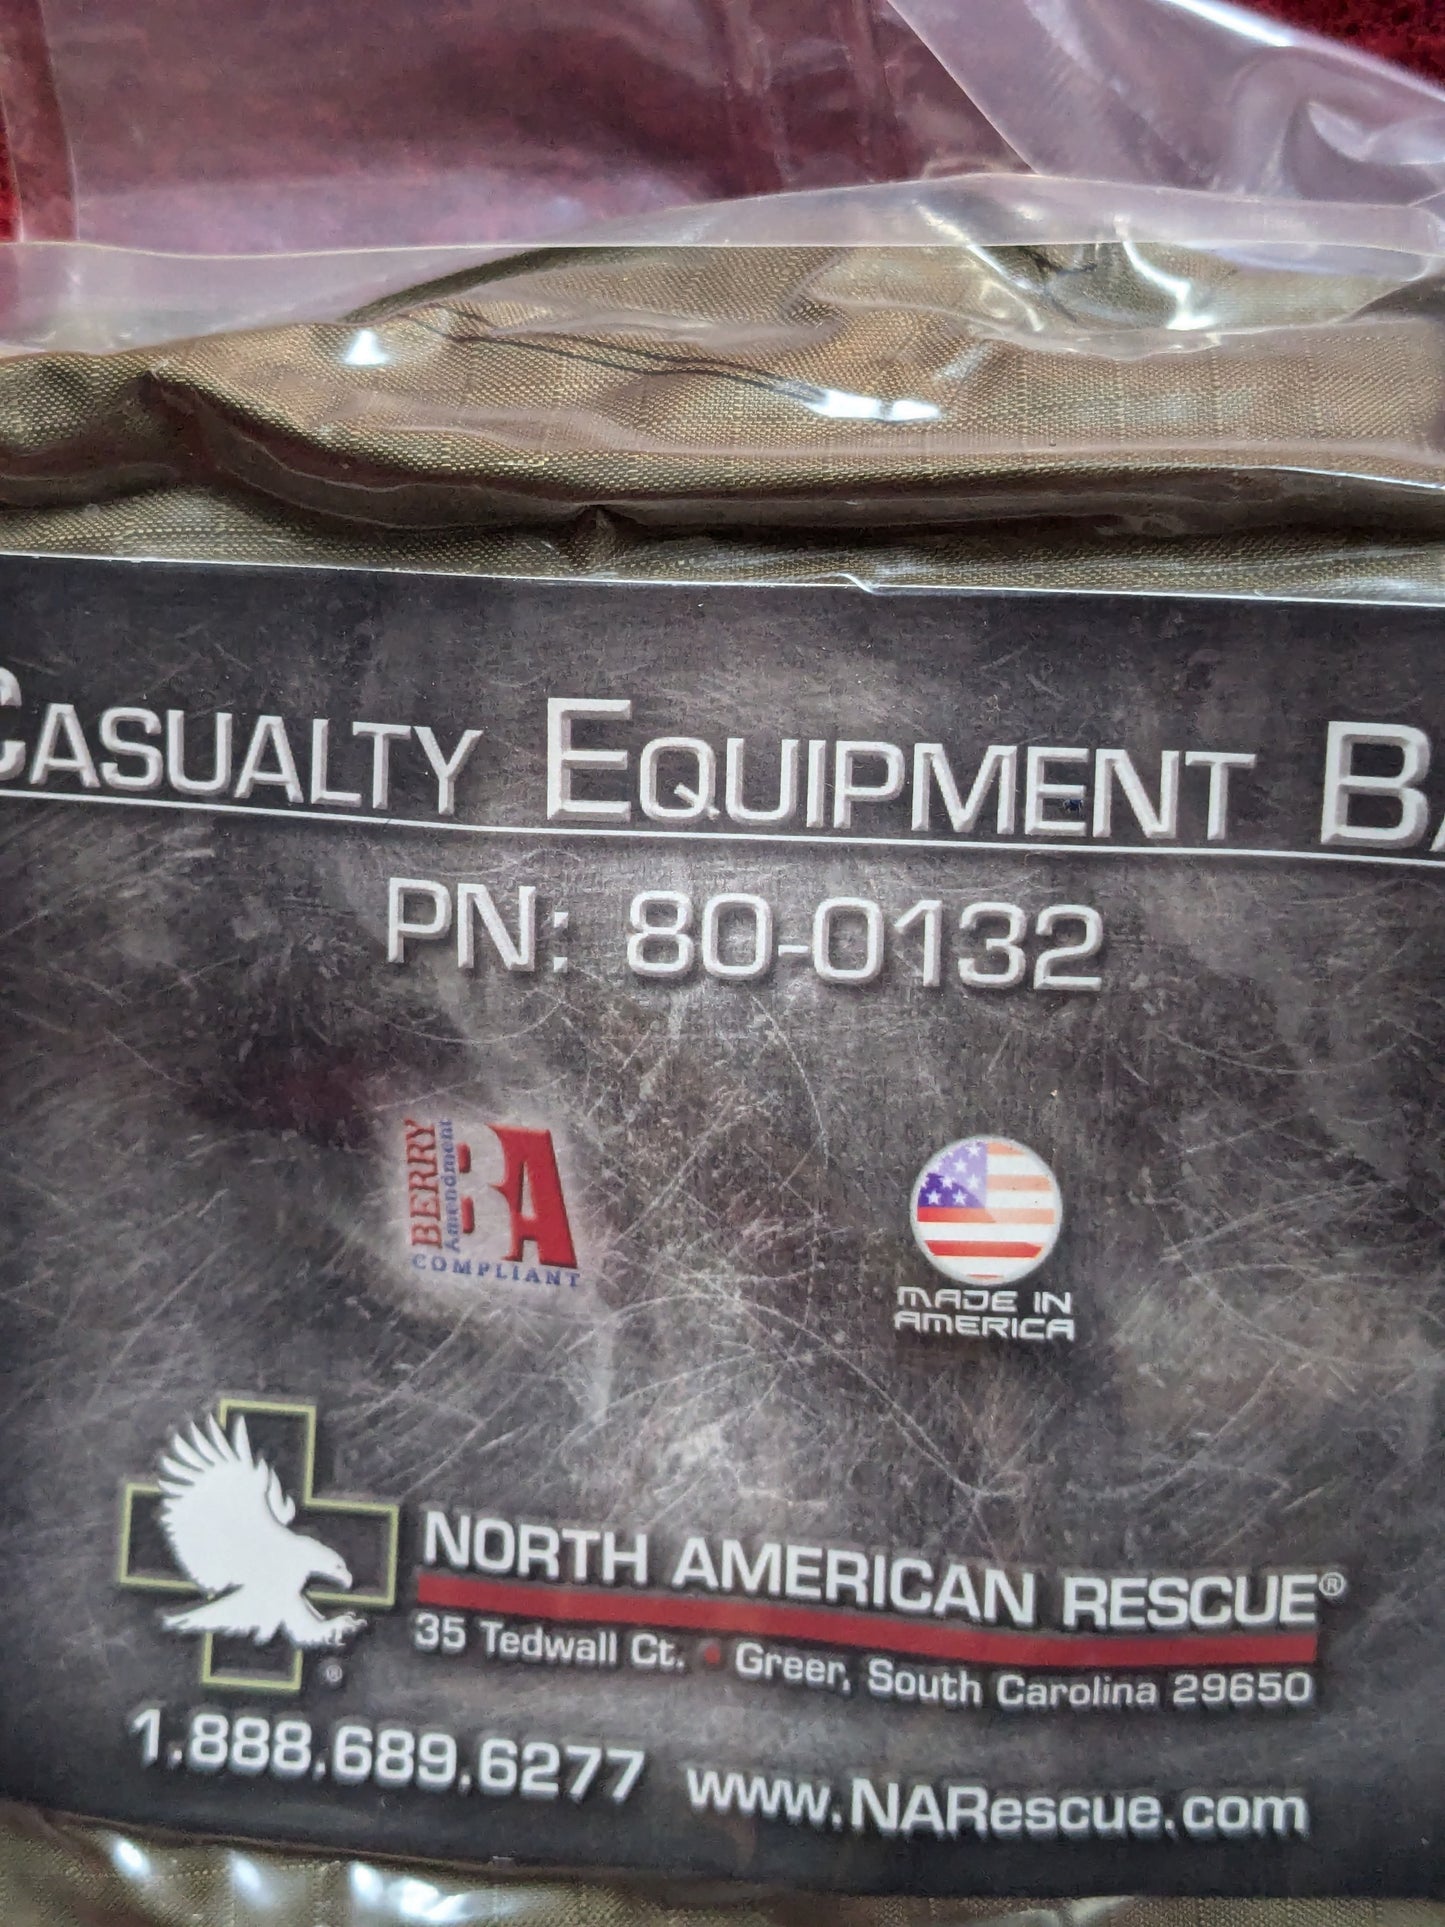 CASUALTY EQUIPMENT BA
PN: 80-0132
BERRY
Amendment
BA
COMPLIANT
MADE IN
AMERICA
NORTH AMERICAN RESCUE®
35 Tedwall Ct. • Greer, South Carolina 29650
®
1.888.689.6277 www.NARescue.com